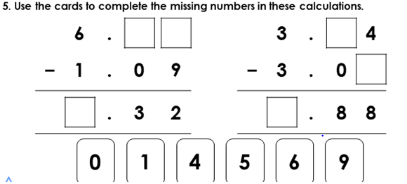 5. Use the cards to complete the missing numbers in these calculations.
6 . 3 . 4
- 1 . 0 9 - 3 . 0
. 3 2 . 8 8
0 1 4 5 6 9